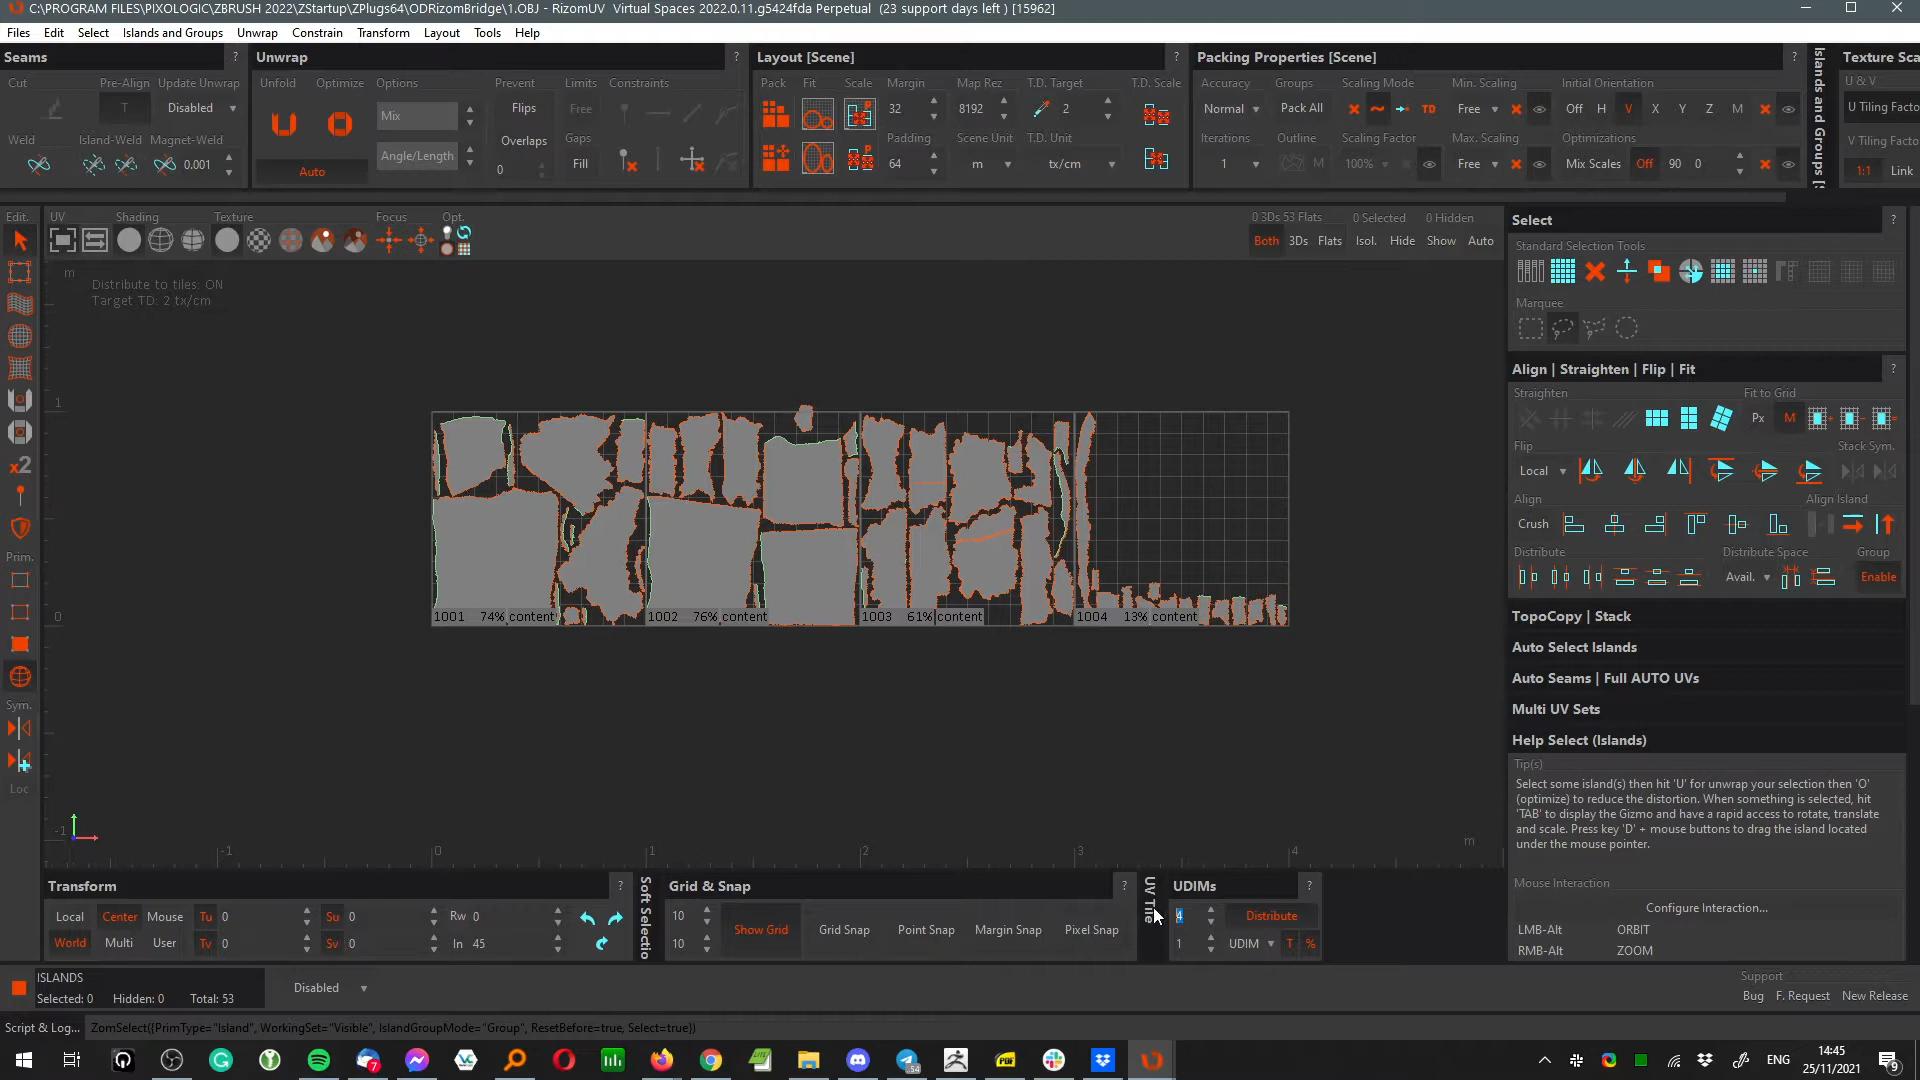 C:\PROGRAM FILES\PIXOLOGIC\ZBRUSH 2022\ZStartup\ZPlugs64\ODRizomBridge\1.OBJ - RizomUV   Virtual Spaces 2022.0.11.g5424fda Perpetual  (23 support days left ) [15962]
Files Edit Select Islands and Groups Unwrap Constrain Transform Layout Tools Help
Seams ? Unwrap ? Layout [Scene] ? Packing Properties [Scene] ? Texture Sca
Cut Pre-Align Update Unwrap Unfold Optimize Options Prevent Limits Constraints Pack Fit Scale Margin Map Rez T.D. Target T.D. Scale Accuracy Groups Scaling Mode Min. Scaling Initial Orientation U & V
T Disabled Mix Flips Free 32 8192 2 Normal Pack All TD Free Off H V X Y Z M U Tiling Facto
Weld Island-Weld Magnet-Weld Angle/Length Overlaps Gaps Padding Scene Unit T.D. Unit Iterations Outline Scaling Factor Max. Scaling Optimizations V Tiling Facto
0.001 Auto 0 Fill 64 m tx/cm 1 M 100% Free Mix Scales Off 90 0 1:1 Link
Islands and Groups [S
Edit. UV Shading Texture Focus Opt. 0 3Ds 53 Flats 0 Selected 0 Hidden
Both 3Ds Flats Isol. Hide Show Auto
Select ?
Standard Selection Tools
Marquee
m
Distribute to tiles: ON
Target TD: 2 tx/cm
Align | Straighten | Flip | Fit ?
Straighten Fit to Grid
Px M
Flip Stack Sym.
Local
Align Align Island
Crush
Distribute Distribute Space Group
Avail. Enable
1
0
-1
1001 74% content 1002 76% content 1003 61% content 1004 13% content
x2
Prim.
Sym.
Loc
TopoCopy | Stack
Auto Select Islands
Auto Seams | Full AUTO UVs
Multi UV Sets
Help Select (Islands)
Tip(s)
Select some island(s) then hit 'U' for unwrap your selection then 'O'
(optimize) to reduce the distortion. When something is selected, hit
'TAB' to display the Gizmo and have a rapid access to rotate, translate
and scale. Press key 'D' + mouse buttons to drag the island located
under the mouse pointer.
Mouse Interaction
Configure Interaction...
LMB-Alt ORBIT
RMB-Alt ZOOM
-1 0 1 2 3 4 m
Transform ? Soft Selectio Grid & Snap ? UV Tile UDIMs ?
Local Center Mouse Tu 0 Su 0 Rw 0 10 4 Distribute
Show Grid Grid Snap Point Snap Margin Snap Pixel Snap
World Multi User Tv 0 Sv 0 In 45 10 1 UDIM T %
ISLANDS
Selected: 0 Hidden: 0 Total: 53 Disabled
Support
Bug F. Request New Release
Script & Log... ZomSelect({PrimType="Island", WorkingSet="Visible", IslandGroupMode="Group", ResetBefore=true, Select=true})
ENG 14:45
25/11/2021